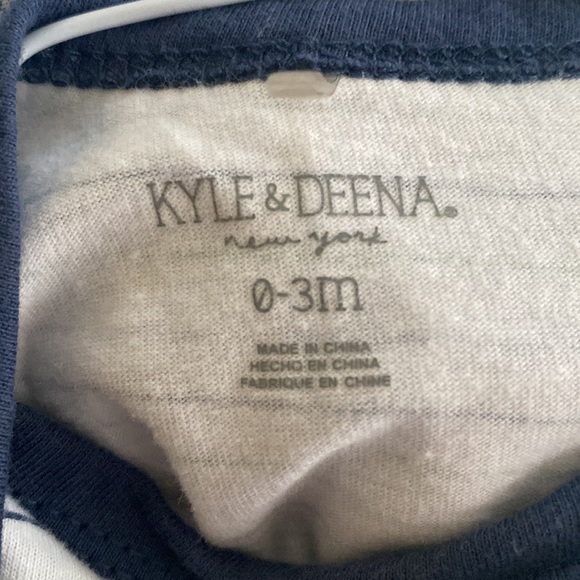 KYLE & DEENA®
new york
0-3m
MADE IN CHINA
HECHO EN CHINA
FABRIQUE EN CHINE